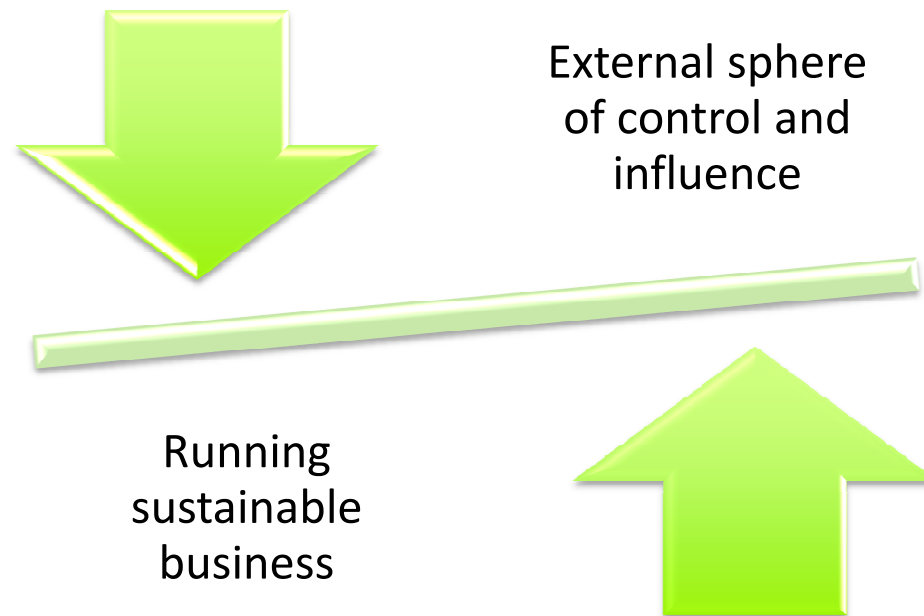 External sphere
of control and
influence
Running
sustainable
business